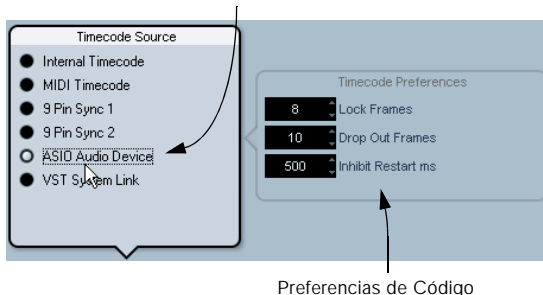 Timecode Source
Internal Timecode
MIDI Timecode
9 Pin Sync 1
9 Pin Sync 2
ASIO Audio Device
VST System Link
Timecode Preferences
8 Lock Frames
10 Drop Out Frames
500 Inhibit Restart ms
Preferencias de Código